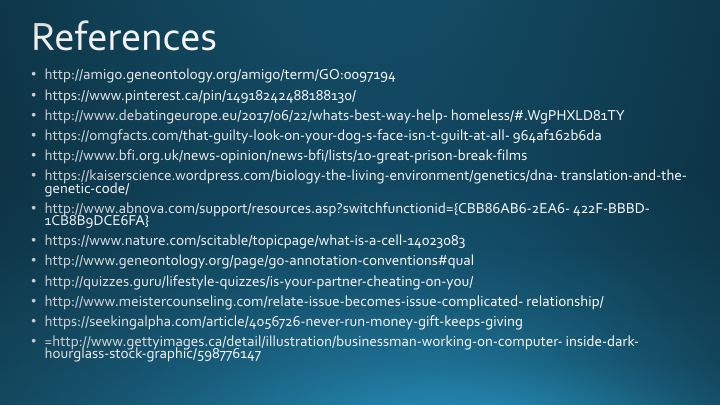 References
• http://amigo.geneontology.org/amigo/term/GO:0097194
• https://www.pinterest.ca/pin/149182424881881 30/
• http://www.debatingeurope.eu/2017/06/22/whats-best-way-help- homeless/#.WgPHXLD81TY
• https://omgfacts.com/that-guilty-look-on-your-dog-s-face-isn-t-guilt-at-all- 964af162b6da
• http://www.bfi.org.uk/news-opinion/news-bfi/lists/10-great-prison-break-films
• https://kaiserscience.wordpress.com/biology-the-living-environment/genetics/dna- translation-and-the-
genetic-code/
• http://www.abnova.com/support/resources.asp?switchfunctionid={CBB86AB6-2EA6- 422F-BBBD-
1CB8B9DCE6FA}
• https://www.nature.com/scitable/topicpage/what-is-a-cell-14023083
• http://www.geneontology.org/page/go-annotation-conventions#qual
• http://quizzes.guru/lifestyle-quizzes/is-your-partner-cheating-on-you/
• http://www.meistercounseling.com/relate-issue-becomes-issue-complicated- relationship/
• https://seekingalpha.com/article/4056726-never-run-money-gift-keeps-giving
• =http://www.gettyimages.ca/detail/illustration/businessman-working-on-computer- inside-dark-
hourglass-stock-graphic/598776147